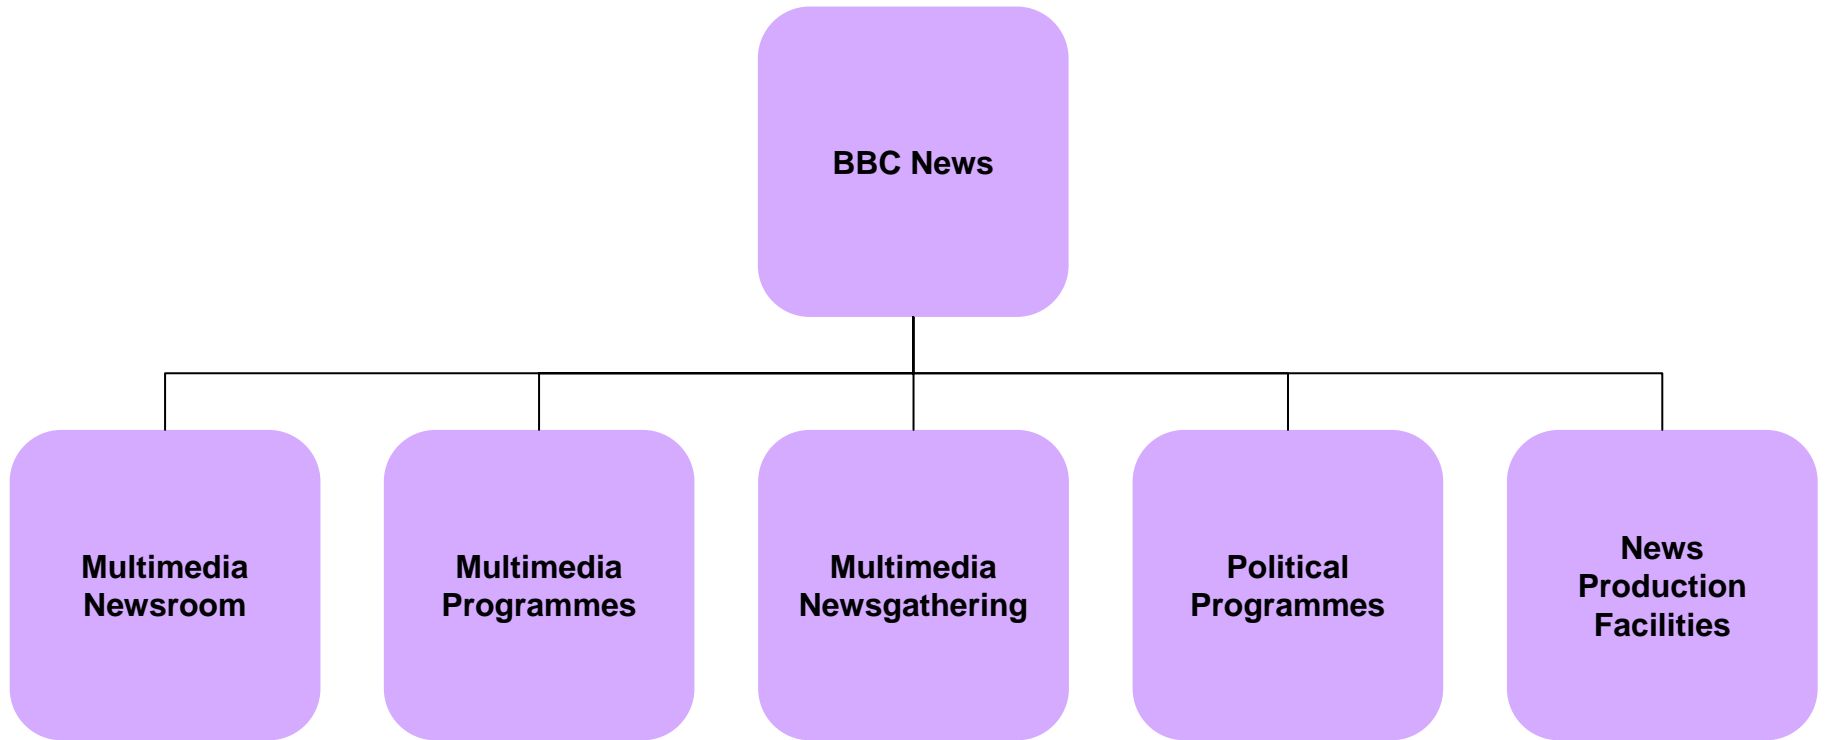 BBC News
Multimedia
Newsroom
Multimedia
Programmes
Multimedia
Newsgathering
Political
Programmes
News
Production
Facilities